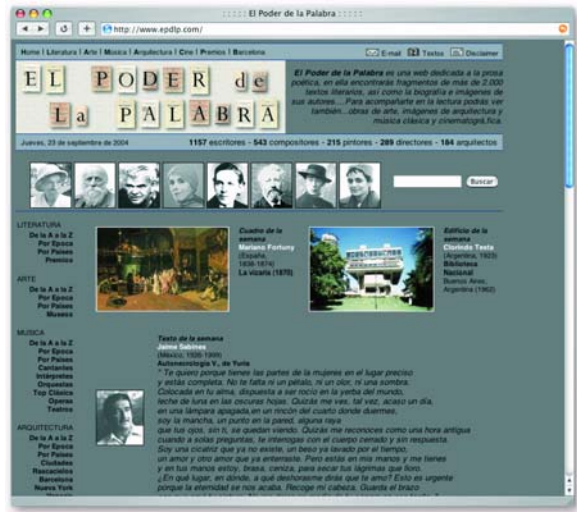 ::::: El Poder de la Palabra :::::
http://www.epdlp.com/
Home | Literatura | Arte | Música | Arquitectura | Cine | Premios | Barcelona
E-mail Textos Disclaimer
EL PODER de
La PALABRA
El Poder de la Palabra es una web dedicada a la prosa
poética, en ella encontrarás fragmentos de más de 2.000
textos literarios, así como la biografía e imágenes de
sus autores....Para acompañarte en la lectura podrás ver
también...obras de arte, imágenes de arquitectura y
música clásica y cinematográ.fica.
Jueves, 23 de septiembre de 2004
1157 escritores - 543 compositores - 215 pintores - 289 directores - 184 arquitectos
Buscar
LITERATURA
De la A a la Z
Por Epoca
Por Países
Premios
ARTE
De la A a la Z
Por Epoca
Por Países
Museos
MUSICA
De la A a la Z
Por Epoca
Por Países
Cantantes
Intérpretes
Orquestas
Top Clásico
Operas
Teatros
ARQUITECTURA
De la A a la Z
Por Epoca
Por Países
Ciudades
Rascacielos
Barcelona
Nueva York
Cuadro de la
semana
Mariano Fortuny
(España,
1838-1874)
La vicaría (1870)
Edificio de la
semana
Clorindo Testa
(Argentina, 1923)
Biblioteca
Nacional
Buenos Aires,
Argentina (1962)
Texto de la semana
Jaime Sabines
(México, 1926-1999)
Autonecrología V., de Yuria
" Te quiero porque tienes las partes de la mujeres en el lugar preciso
y estás completa. No te falta ni un pétalo, ni un olor, ni una sombra.
Colocada en tu alma, dispuesta a ser rocío en la yerba del mundo,
leche de luna en las oscuras hojas. Quizás me ves, tal vez, acaso un día,
en una lámpara apagada,en un rincón del cuarto donde duermes,
soy la mancha, un punto en la pared, alguna raya
que tus ojos, sin ti, se quedan viendo. Quizás me reconoces como una hora antigua
cuando a solas preguntas, te interrogas con el cuerpo cerrado y sin respuesta.
Soy una cicatriz que ya no existe, un beso ya lavado por el tiempo,
un amor y otro amor que ya enterraste. Pero estás en mis manos y me tienes
y en tus manos estoy, brasa, ceniza, para secar tus lágrimas que lloro.
¿En qué lugar, en dónde, a qué deshorasme dirás que te amo? Esto es urgente
porque la eternidad se nos acaba. Recoge mi cabeza. Guarda el brazo